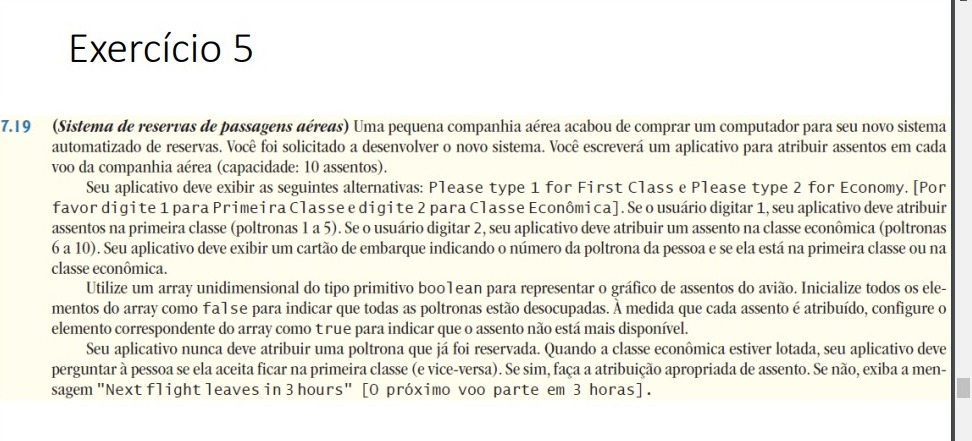 Exercício 5
7.19 (Sistema de reservas de passagens aéreas) Uma pequena companhia aérea acabou de comprar um computador para seu novo sistema
automatizado de reservas. Você foi solicitado a desenvolver o novo sistema. Você escreverá um aplicativo para atribuir assentos em cada
voo da companhia aérea (capacidade: 10 assentos).
Seu aplicativo deve exibir as seguintes alternativas: Please type 1 for First Class e Please type 2 for Economy. [Por
favor digite 1 para Primeira Classe e digite 2 para Classe Econômica]. Se o usuário digitar 1, seu aplicativo deve atribuir
assentos na primeira classe (poltronas 1 a 5). Se o usuário digitar 2, seu aplicativo deve atribuir um assento na classe econômica (poltronas
6 a 10). Seu aplicativo deve exibir um cartão de embarque indicando o número da poltrona da pessoa e se ela está na primeira classe ou na
classe econômica.
Utilize um array unidimensional do tipo primitivo boolean para representar o gráfico de assentos do avião. Inicialize todos os ele-
mentos do array como false para indicar que todas as poltronas estão desocupadas. À medida que cada assento é atribuído, configure o
elemento correspondente do array como true para indicar que o assento não está mais disponível.
Seu aplicativo nunca deve atribuir uma poltrona que já foi reservada. Quando a classe econômica estiver lotada, seu aplicativo deve
perguntar à pessoa se ela aceita ficar na primeira classe (e vice-versa). Se sim, faça a atribuição apropriada de assento. Se não, exiba a men-
sagem "Next flight leaves in 3 hours" [O próximo voo parte em 3 horas].